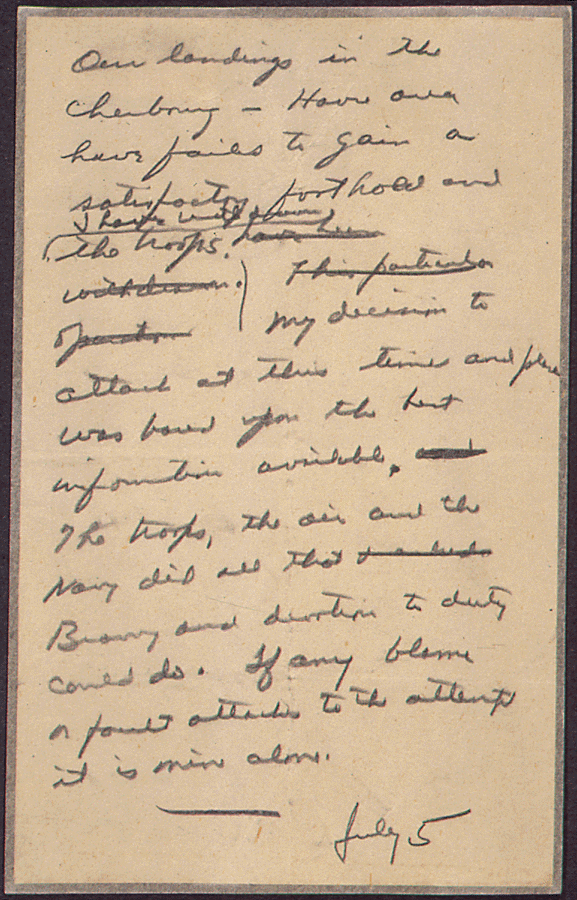 Our landings in the
Cherbourg – Havre area
have failed to gain a
satisfactory foothold and
I have withdrawn
the troops. have been
withdrawn. This particular
operation My decision to
attack at this time and place
was based upon the best
information available, and
The troops, the air and the
Navy did all that
Bravery and devotion to duty
could do. If any blame
or fault attaches to the attempt
it is mine alone.
July 5